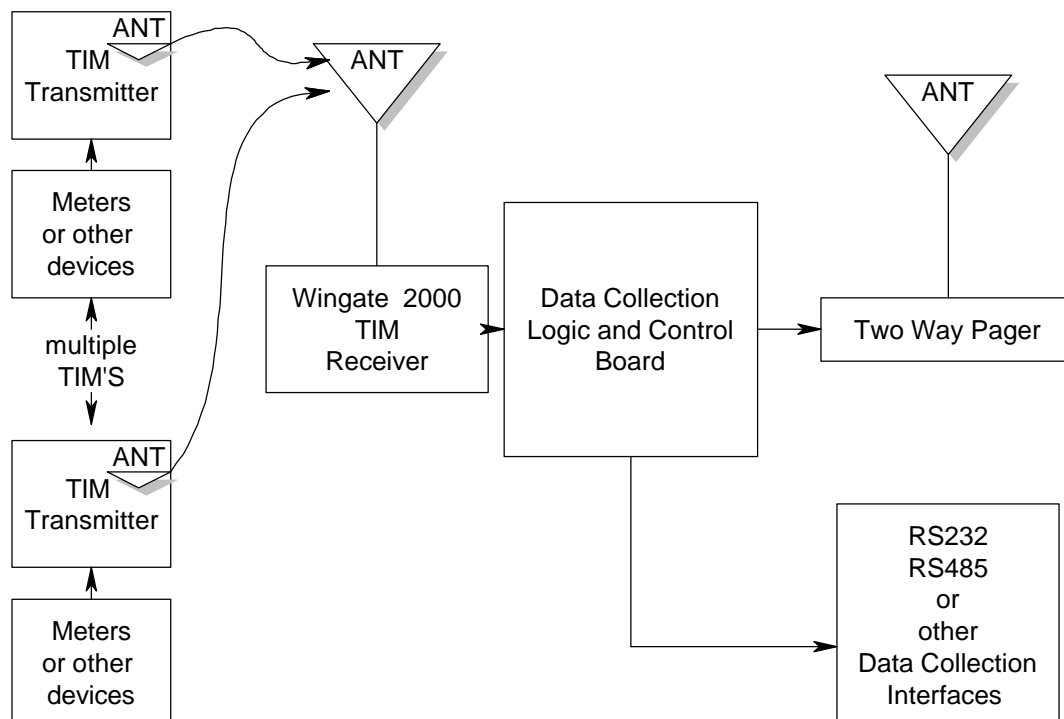 ANT
TIM
Transmitter
Meters
or other
devices
multiple
TIM'S
ANT
TIM
Transmitter
Meters
or other
devices
ANT
Wingate 2000
TIM
Receiver
Data Collection
Logic and Control
Board
ANT
Two Way Pager
RS232
RS485
or
other
Data Collection
Interfaces